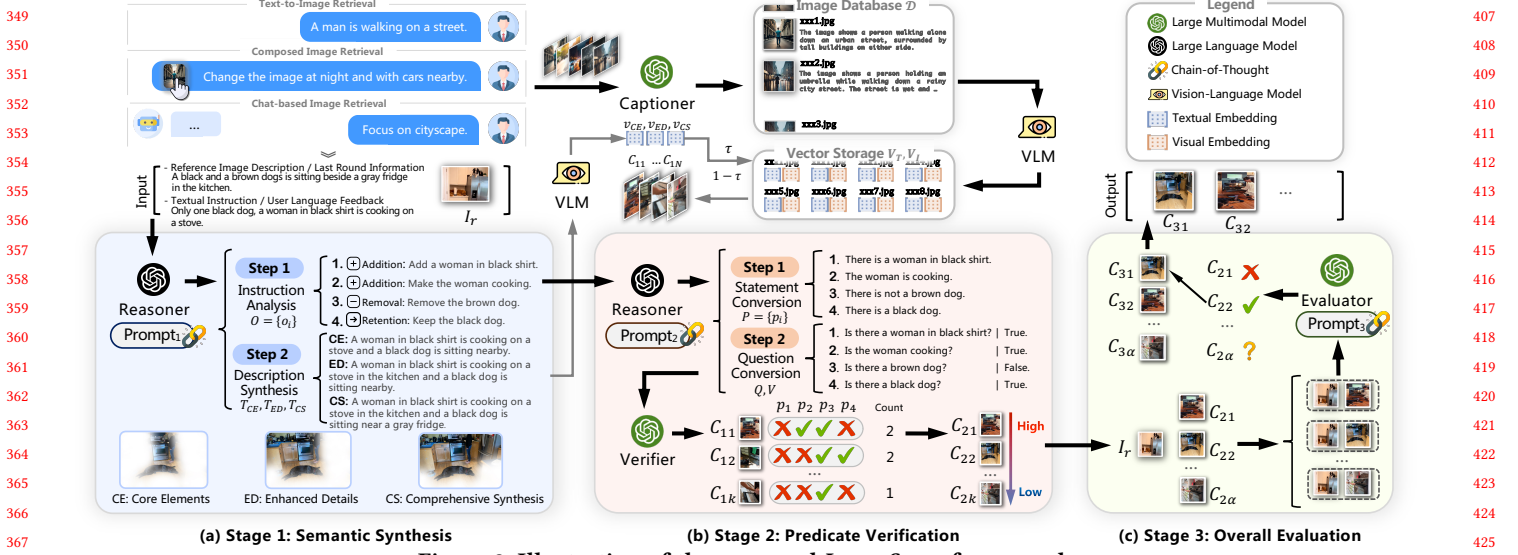 349
350
351
352
353
354
355
356
357
358
359
360
361
362
363
364
365
366
367
Text-to-Image Retrieval
A man is walking on a street.
Composed Image Retrieval
Change the image at night and with cars nearby.
Chat-based Image Retrieval
...
Focus on cityscape.
Input
- Reference Image Description / Last Round Information
A black and a brown dogs is sitting beside a gray fridge
in the kitchen.
- Textual Instruction / User Language Feedback
Only one black dog, a woman in black shirt is cooking on
a stove.
I_r
Captioner
Image Database D
xxx1.jpg
The image shows a person walking alone
down an urban street, surrounded by
tall buildings on either side.
xxx2.jpg
The image shows a person holding an
umbrella while walking down a rainy
city street. The street is wet and …
xxx3.jpg
VLM
v_CE, v_ED, v_CS
C_11 … C_1N
τ
1 − τ
VLM
Vector Storage V_T, V_I
xxx5.jpg xxx6.jpg xxx7.jpg xxx8.jpg
Legend
Large Multimodal Model
Large Language Model
Chain-of-Thought
Vision-Language Model
Textual Embedding
Visual Embedding
Output
C_31 C_32 ...
Reasoner
Prompt_1
Step 1
Instruction
Analysis
O = {o_i}
1. + Addition: Add a woman in black shirt.
2. + Addition: Make the woman cooking.
3. − Removal: Remove the brown dog.
4. → Retention: Keep the black dog.
Step 2
Description
Synthesis
T_CE, T_ED, T_CS
CE: A woman in black shirt is cooking on a
stove and a black dog is sitting nearby.
ED: A woman in black shirt is cooking on a
stove in the kitchen and a black dog is
sitting nearby.
CS: A woman in black shirt is cooking on a
stove in the kitchen and a black dog is
sitting near a gray fridge.
CE: Core Elements
ED: Enhanced Details
CS: Comprehensive Synthesis
(a) Stage 1: Semantic Synthesis
Reasoner
Prompt_2
Step 1
Statement
Conversion
P = {p_i}
1. There is a woman in black shirt.
2. The woman is cooking.
3. There is not a brown dog.
4. There is a black dog.
Step 2
Question
Conversion
Q, V
1. Is there a woman in black shirt? | True.
2. Is the woman cooking? | True.
3. Is there a brown dog? | False.
4. Is there a black dog? | True.
Verifier
p_1 p_2 p_3 p_4 Count
C_11 ✗ ✓ ✓ ✗ 2
C_12 ✗ ✗ ✓ ✓ 2
...
C_1k ✗ ✗ ✓ ✗ 1
C_21
C_22
...
C_2k
High
Low
(b) Stage 2: Predicate Verification
C_31
C_32
...
C_3α
C_21 ✗
C_22 ✓
...
C_2α ?
Evaluator
Prompt_3
I_r
C_21
C_22
...
C_2α
...
(c) Stage 3: Overall Evaluation
407
408
409
410
411
412
413
414
415
416
417
418
419
420
421
422
423
424
425